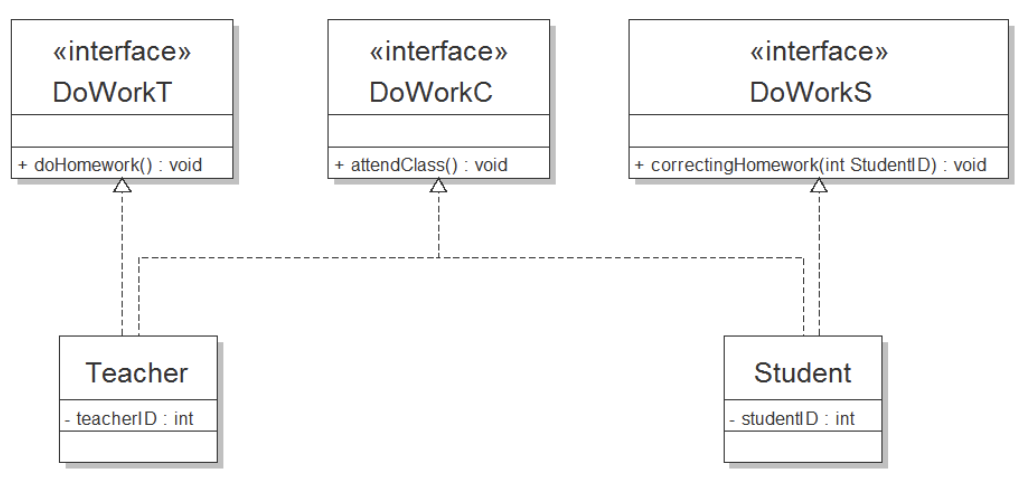 «interface»
DoWorkT
+ doHomework() : void
«interface»
DoWorkC
+ attendClass() : void
«interface»
DoWorkS
+ correctingHomework(int StudentID) : void
Teacher
- teacherID : int
Student
- studentID : int